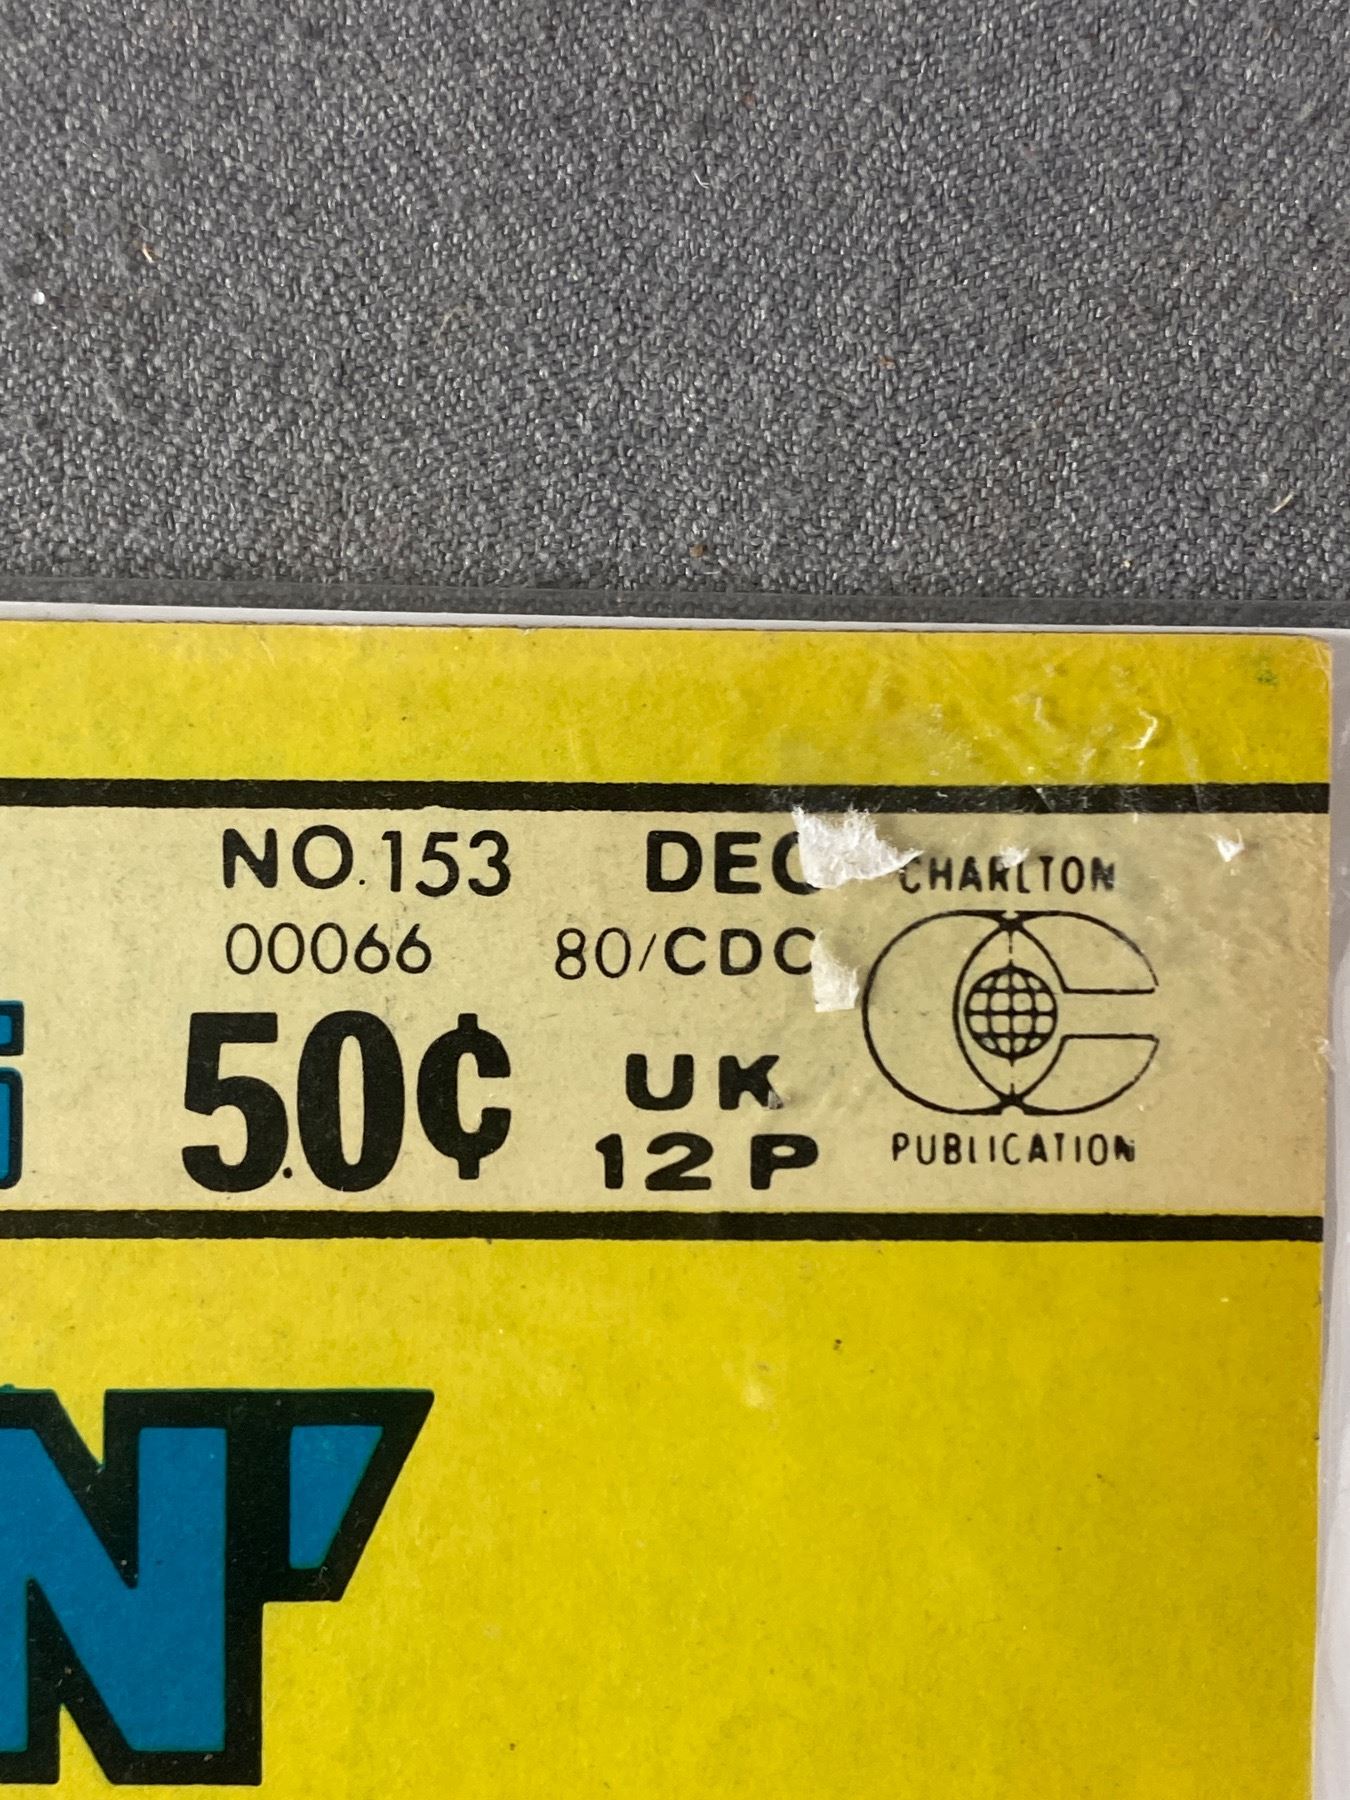 NO. 153 DEC
00066 80/CDC
50¢ UK
12P
CHARLTON
PUBLICATION
N'